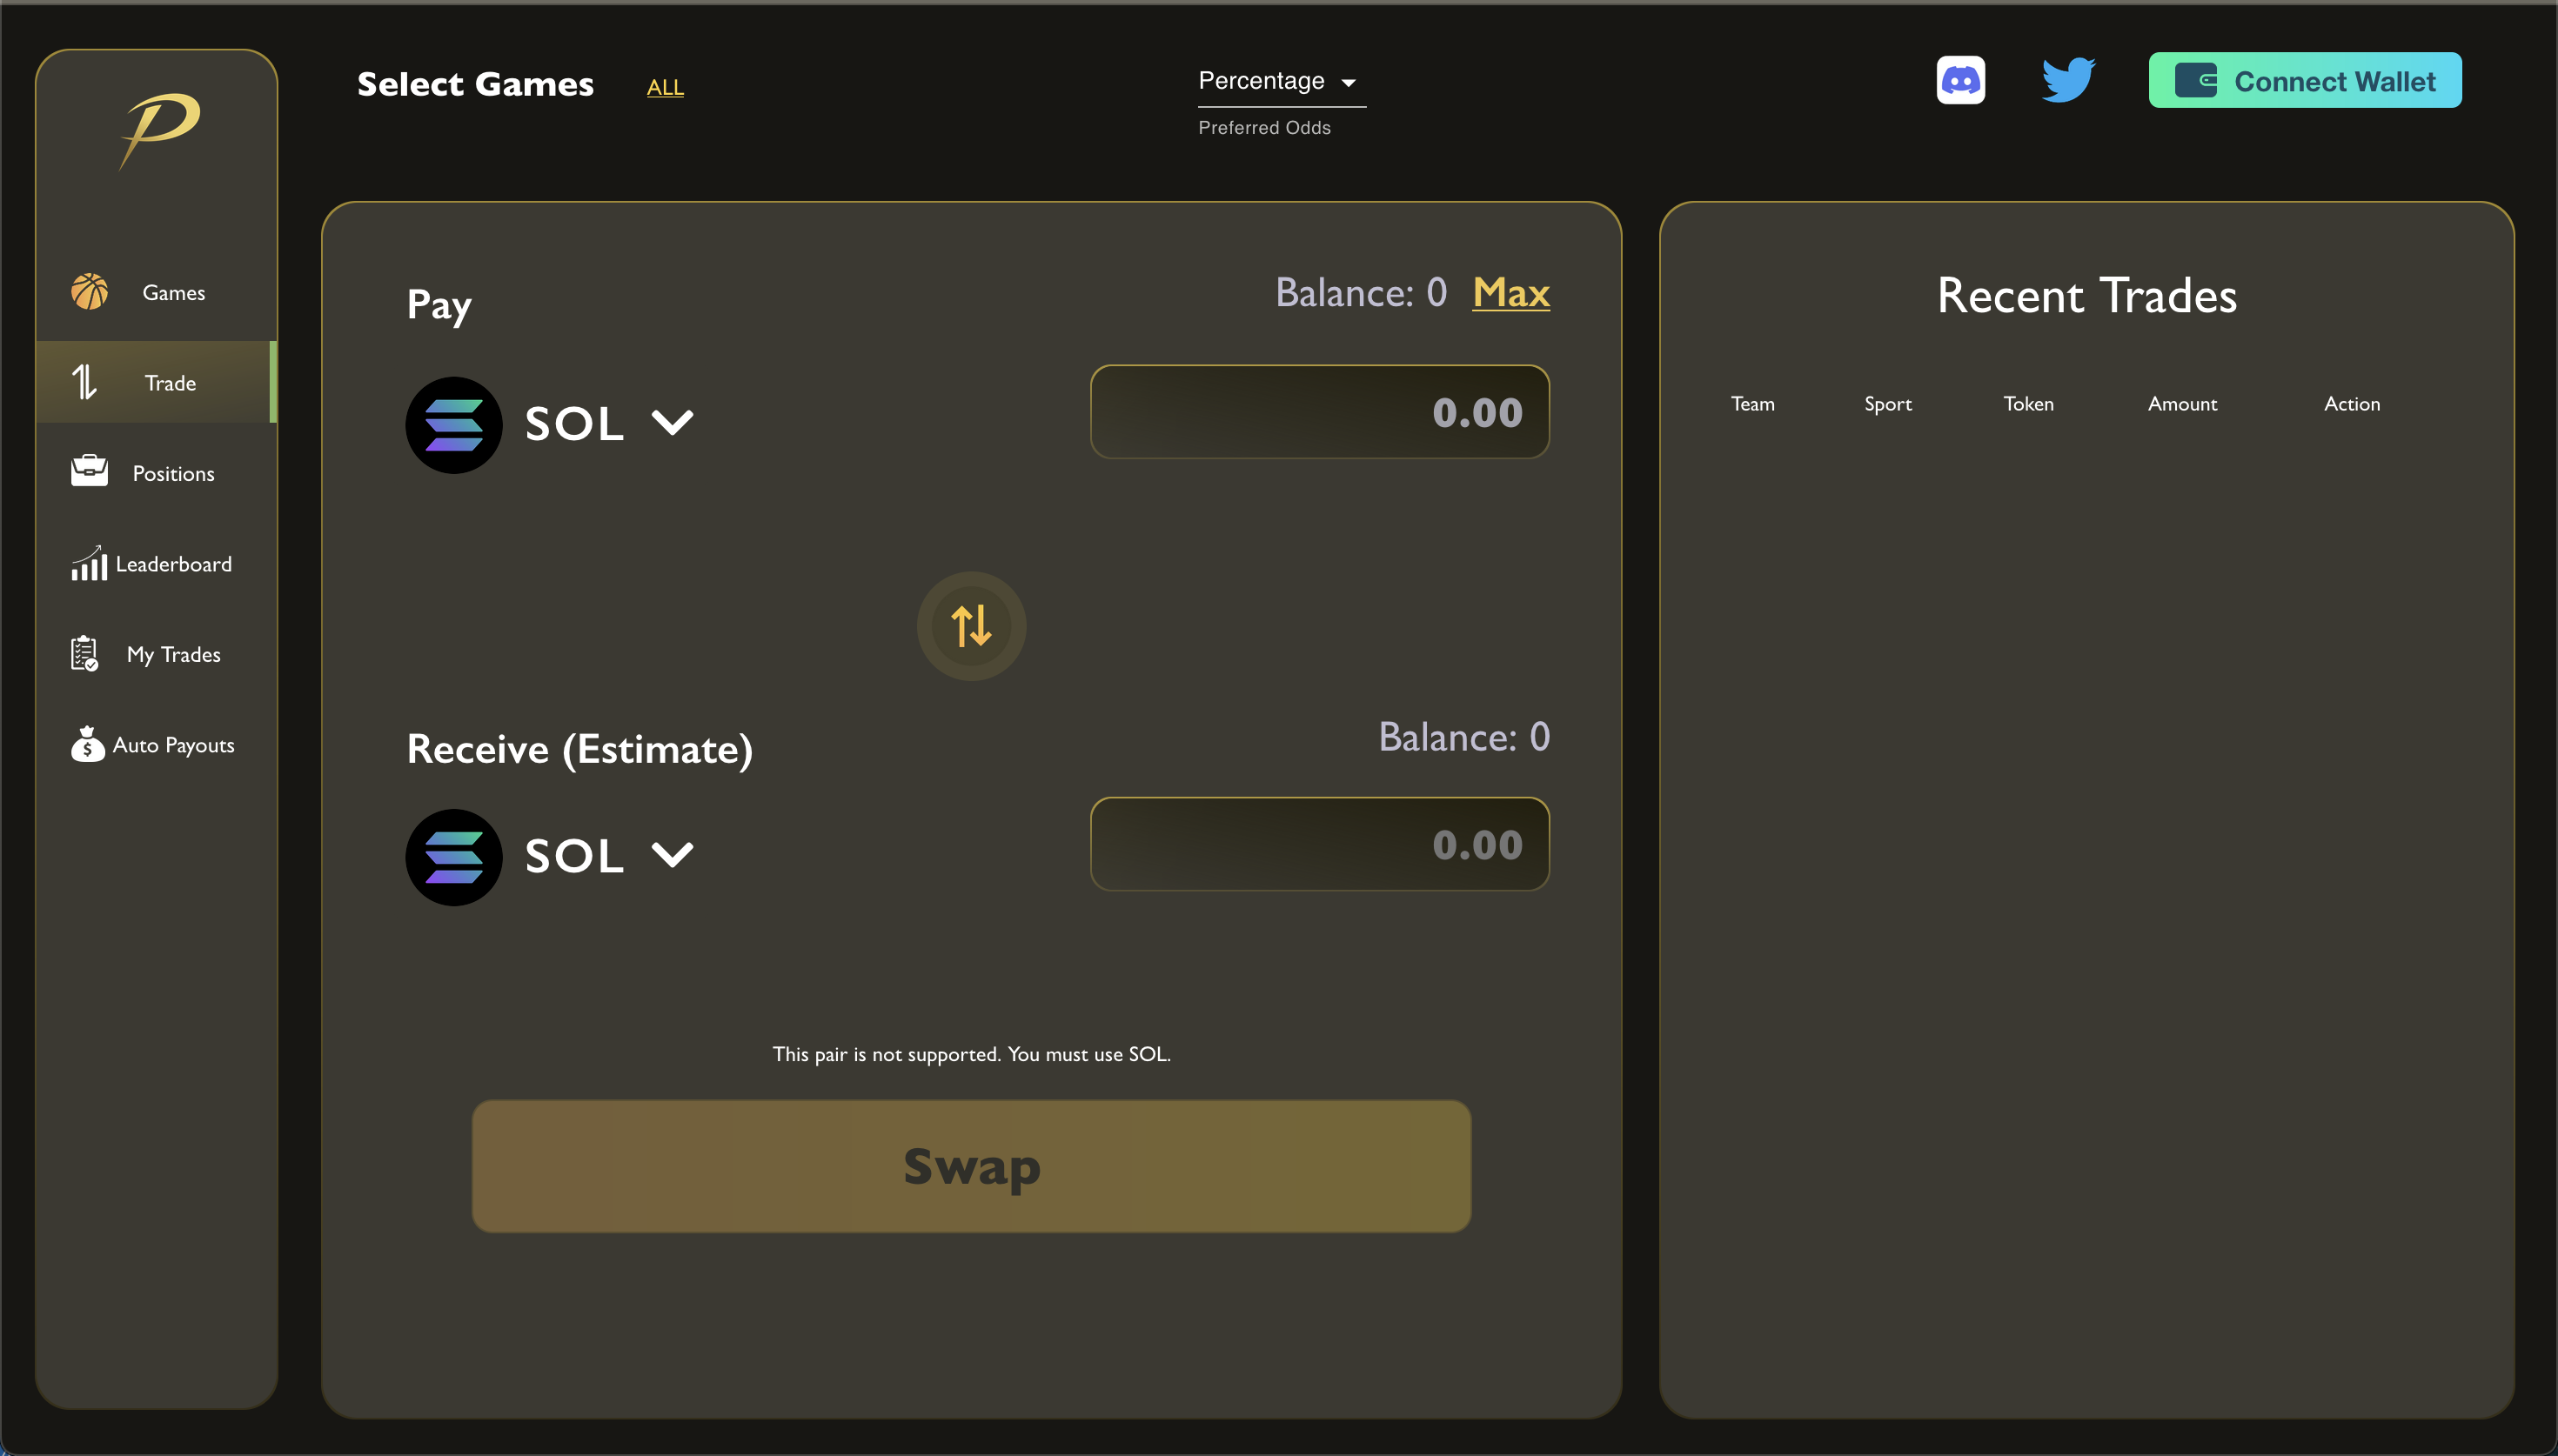 Select Games ALL
Percentage
Preferred Odds
Connect Wallet
Games
Trade
Positions
Leaderboard
My Trades
Auto Payouts
Pay
Balance: 0 Max
SOL
0.00
Receive (Estimate)
Balance: 0
SOL
0.00
This pair is not supported. You must use SOL.
Swap
Recent Trades
Team Sport Token Amount Action